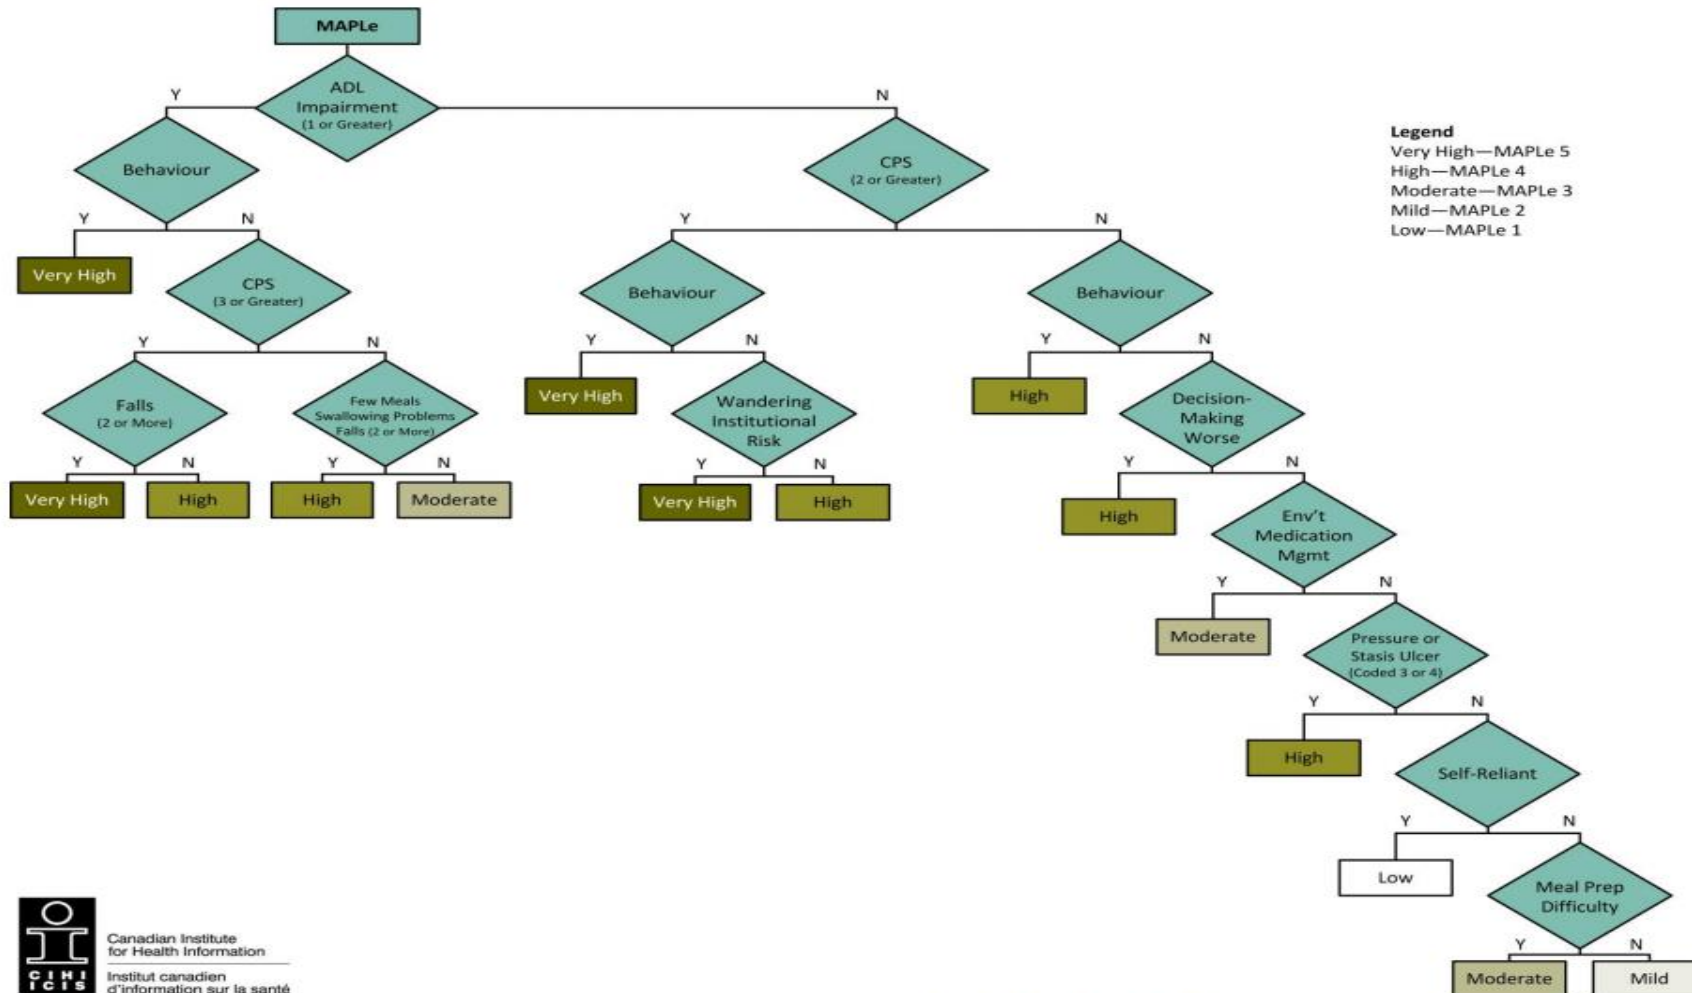 MAPLe
ADL
Impairment
(1 or Greater)
Y
N
Behaviour
CPS
(2 or Greater)
Legend
Very High—MAPLe 5
High—MAPLe 4
Moderate—MAPLe 3
Mild—MAPLe 2
Low—MAPLe 1
Y
N
Y
N
Very High
CPS
(3 or Greater)
Behaviour
Behaviour
Y
N
Y
N
Y
N
Falls
(2 or More)
Few Meals
Swallowing Problems
Falls (2 or More)
Very High
Wandering
Institutional
Risk
High
Decision-
Making
Worse
Y
N
Y
N
Y
N
Y
N
Very High
High
High
Moderate
Very High
High
High
Env't
Medication
Mgmt
Y
N
Moderate
Pressure or
Stasis Ulcer
(Coded 3 or 4)
Y
N
High
Self-Reliant
Y
N
Low
Meal Prep
Difficulty
Y
N
Moderate
Mild
CIHI
ICIS
Canadian Institute
for Health Information
Institut canadien
d'information sur la santé